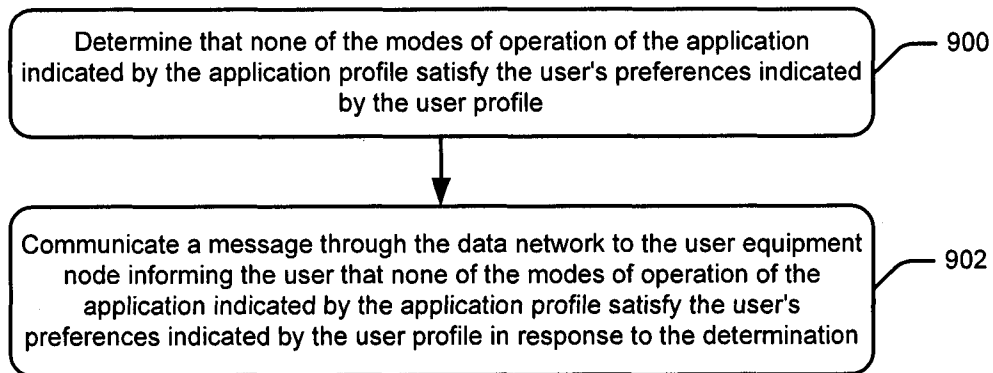 Determine that none of the modes of operation of the application
indicated by the application profile satisfy the user's preferences indicated
by the user profile
900
Communicate a message through the data network to the user equipment
node informing the user that none of the modes of operation of the
application indicated by the application profile satisfy the user's
preferences indicated by the user profile in response to the determination
902